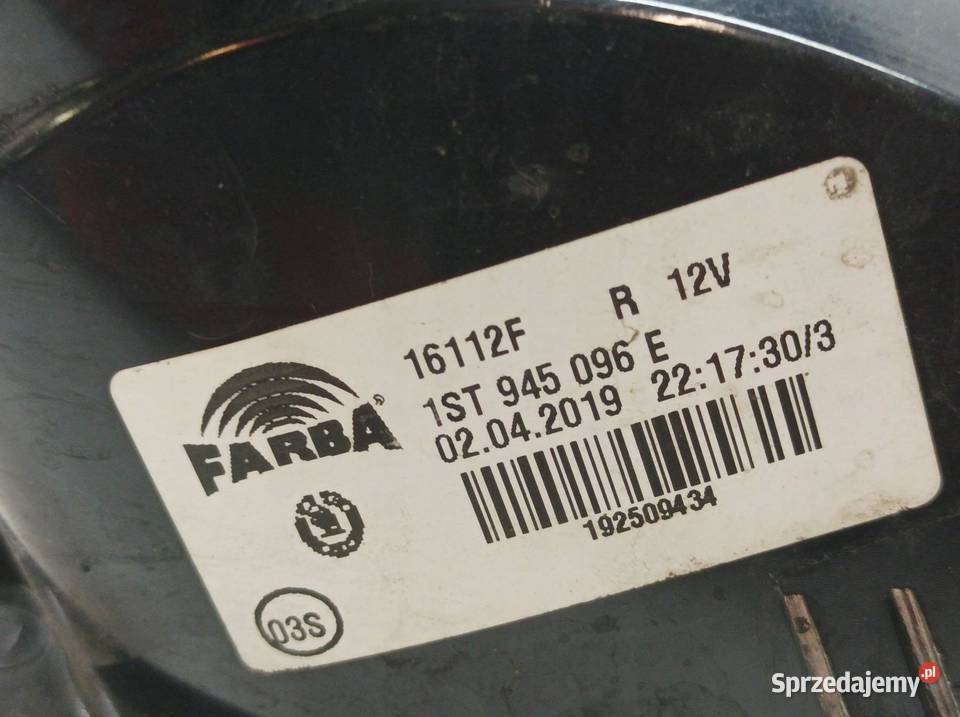 16112F R 12V
1ST 945 096 E
02.04.2019 22:17:30/3
FARBA®
192509434
03S
Sprzedajemy.pl